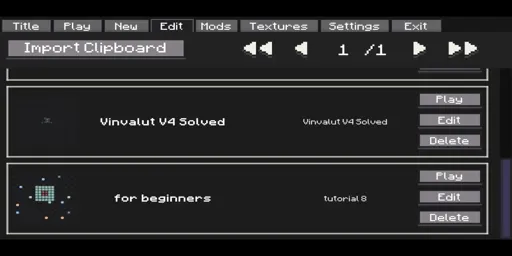 Title Play New Edit Mods Textures Settings Exit
Import Clipboard 1 /1
Play
Vinvalut V4 Solved Vinvalut V4 Solved Edit
Delete
Play
for beginners tutorial 8 Edit
Delete